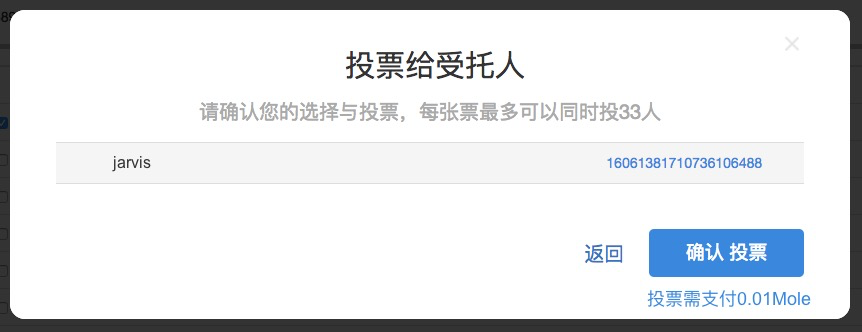 ×
投票给受托人
请确认您的选择与投票，每张票最多可以同时投33人
jarvis 16061381710736106488
返回 确认 投票
投票需支付0.01Mole